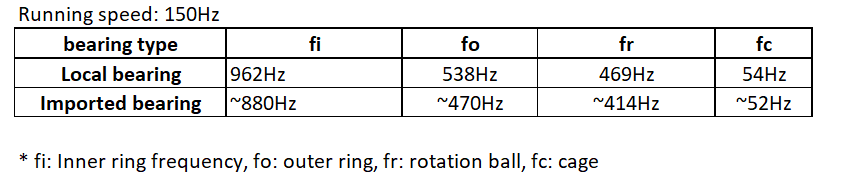 Running speed: 150Hz
bearing type fi fo fr fc
Local bearing 962Hz 538Hz 469Hz 54Hz
Imported bearing ~880Hz ~470Hz ~414Hz ~52Hz
* fi: Inner ring frequency, fo: outer ring, fr: rotation ball, fc: cage